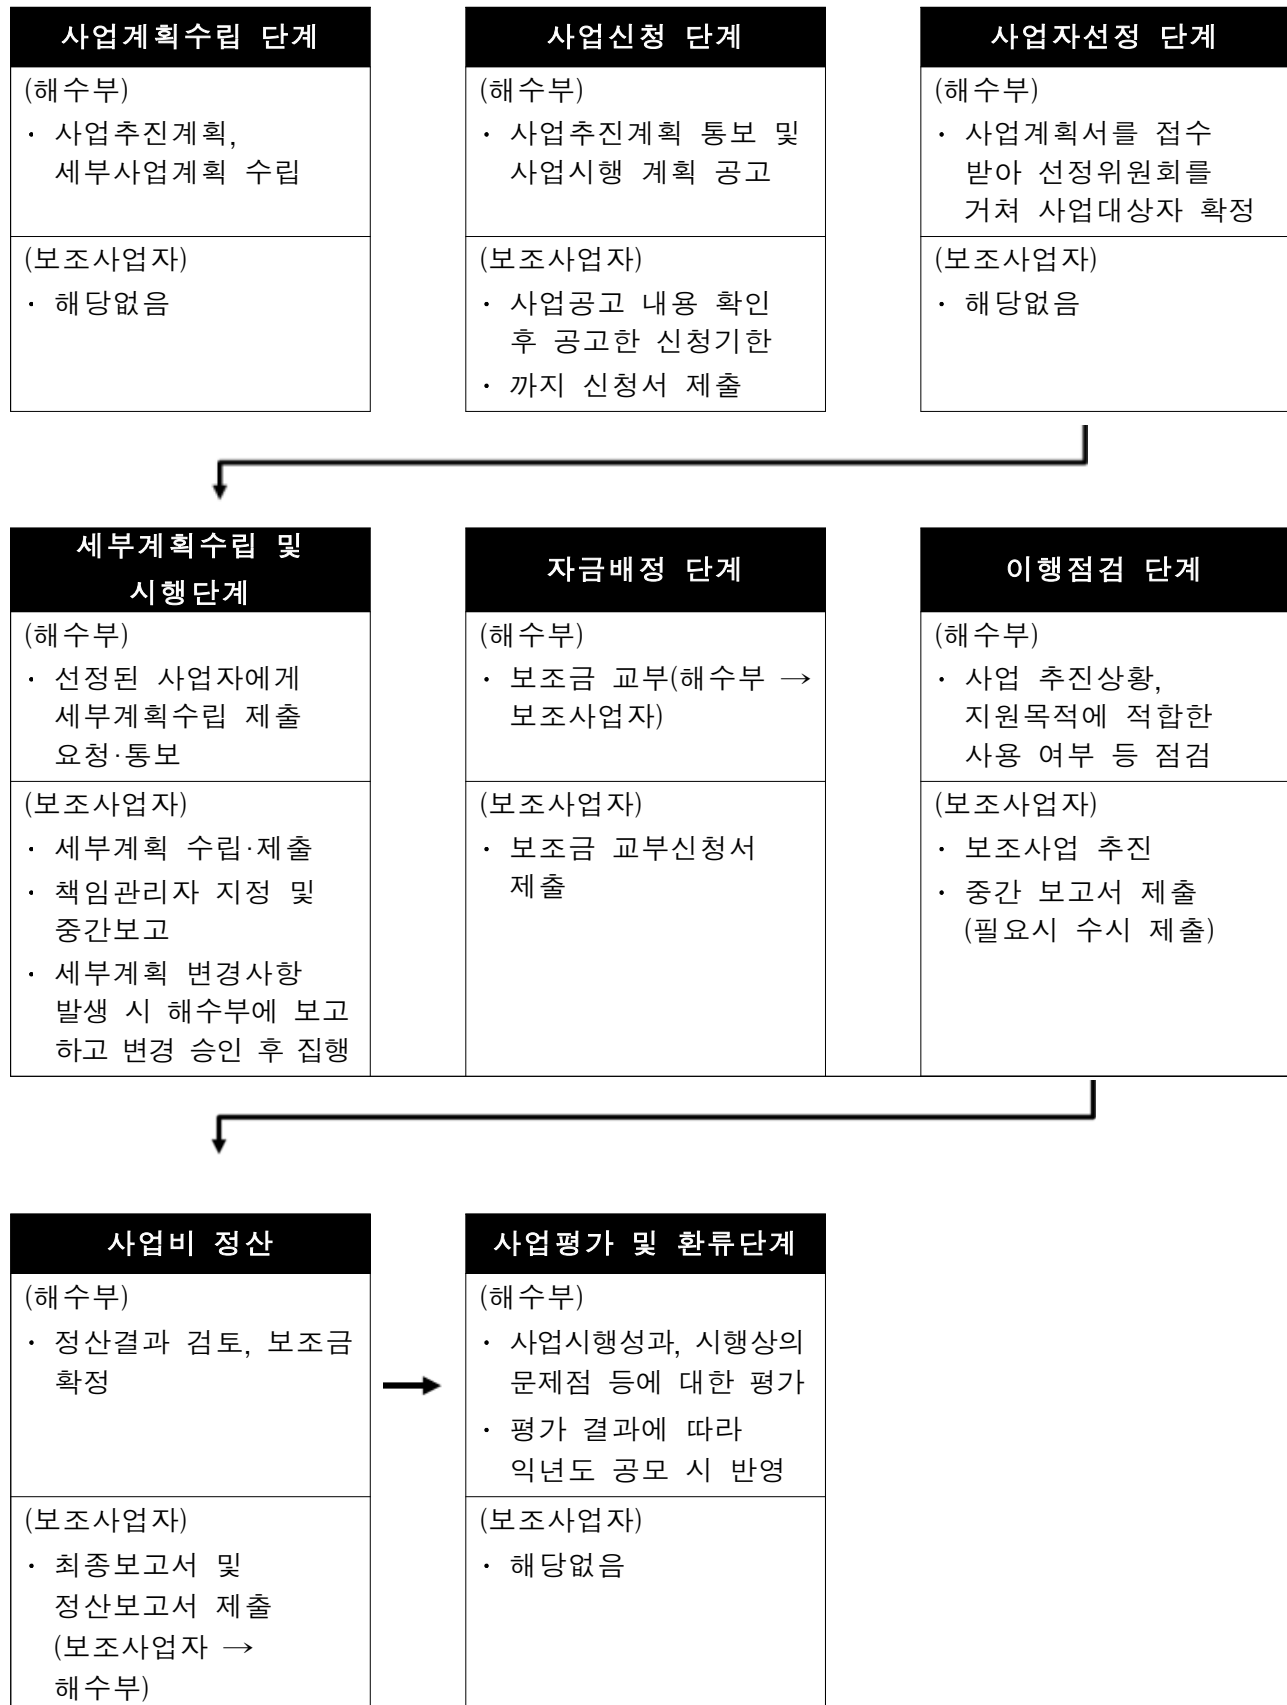 사업계획수립 단계
(해수부)
· 사업추진계획,
세부사업계획 수립
(보조사업자)
· 해당없음
사업신청 단계
(해수부)
· 사업추진계획 통보 및
사업시행 계획 공고
(보조사업자)
· 사업공고 내용 확인
후 공고한 신청기한
· 까지 신청서 제출
사업자선정 단계
(해수부)
· 사업계획서를 접수
받아 선정위원회를
거쳐 사업대상자 확정
(보조사업자)
· 해당없음
세부계획수립 및
시행단계
(해수부)
· 선정된 사업자에게
세부계획수립 제출
요청·통보
(보조사업자)
· 세부계획 수립·제출
· 책임관리자 지정 및
중간보고
· 세부계획 변경사항
발생 시 해수부에 보고
하고 변경 승인 후 집행
자금배정 단계
(해수부)
· 보조금 교부(해수부 →
보조사업자)
(보조사업자)
· 보조금 교부신청서
제출
이행점검 단계
(해수부)
· 사업 추진상황,
지원목적에 적합한
사용 여부 등 점검
(보조사업자)
· 보조사업 추진
· 중간 보고서 제출
(필요시 수시 제출)
사업비 정산
(해수부)
· 정산결과 검토, 보조금
확정
(보조사업자)
· 최종보고서 및
정산보고서 제출
(보조사업자 →
해수부)
사업평가 및 환류단계
(해수부)
· 사업시행성과, 시행상의
문제점 등에 대한 평가
· 평가 결과에 따라
익년도 공모 시 반영
(보조사업자)
· 해당없음